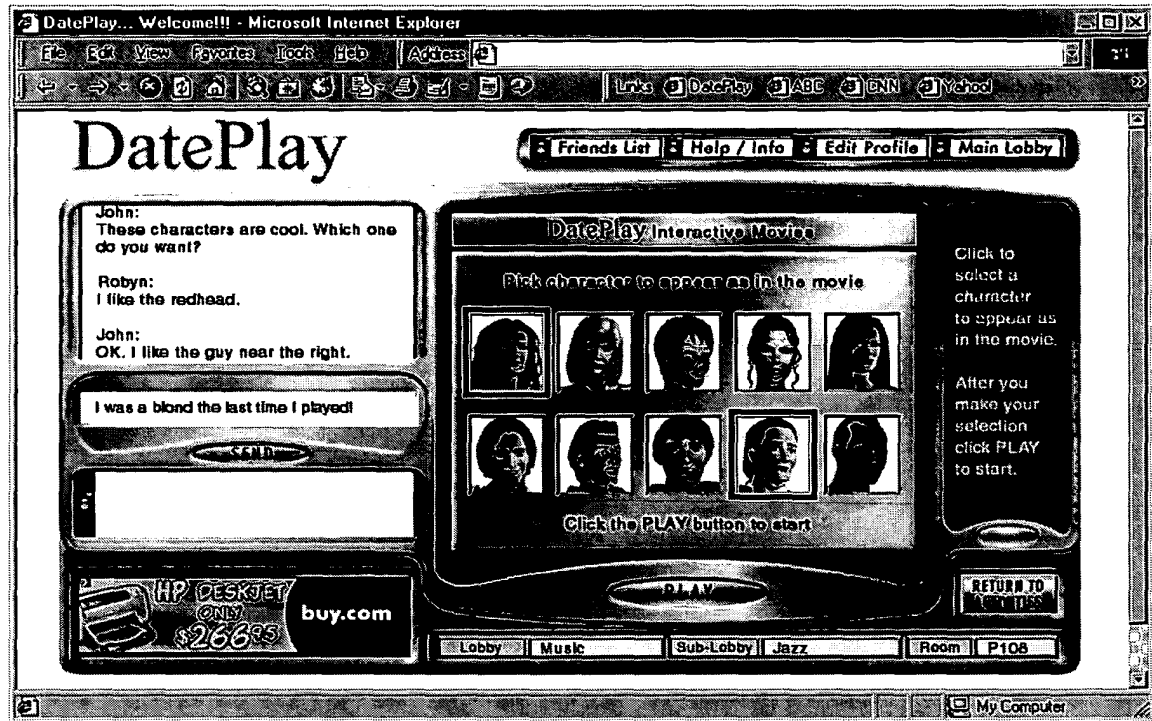 DatePlay... Welcome!!! - Microsoft Internet Explorer
File Edit View Favorites Tools Help Address
Links DatePlay ABC CNN Yahoo!
DatePlay
Friends List Help / Info Edit Profile Main Lobby
John:
These characters are cool. Which one
do you want?
Robyn:
I like the redhead.
John:
OK. I like the guy near the right.
I was a blond the last time I played!
SEND
HP DESKJET
ONLY
$266.95
buy.com
DatePlay Interactive Movies
Pick character to appear as in the movie
Click the PLAY button to start
PLAY
Click to
select a
character
to appear as
in the movie.
After you
make your
selection
click PLAY
to start.
RETURN TO
Lobby Music Sub-Lobby Jazz Room P108
My Computer